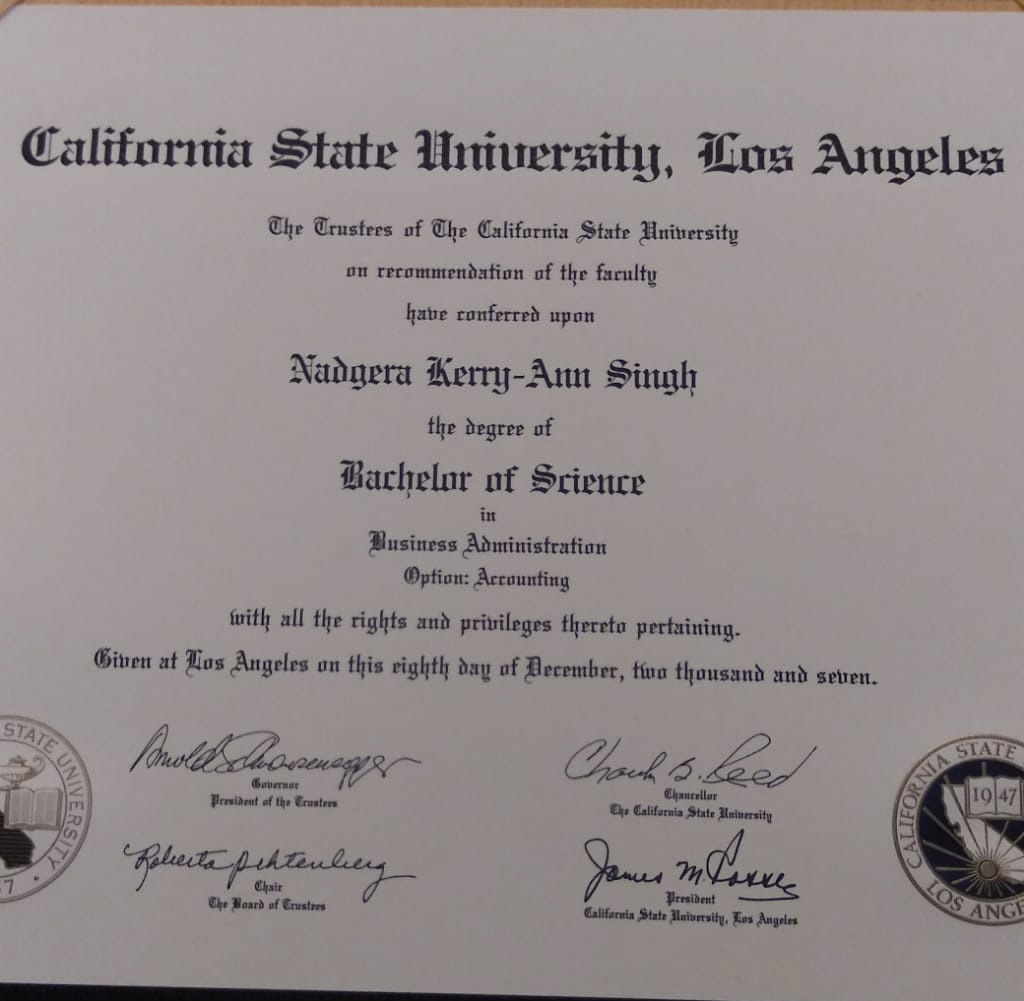 California State University, Los Angeles
The Trustees of The California State University
on recommendation of the faculty
have conferred upon
Nadgera Kerry-Ann Singh
the degree of
Bachelor of Science
in
Business Administration
Option: Accounting
with all the rights and privileges thereto pertaining.
Given at Los Angeles on this eighth day of December, two thousand and seven.
Arnold Schwarzenegger
Governor
President of the Trustees
Charles B. Reed
Chancellor
The California State University
Roberta Achtenberg
Chair
The Board of Trustees
James M. Rosser
President
California State University, Los Angeles
STATE UNIVERSITY
7
CALIFORNIA STATE
1947
LOS ANGE